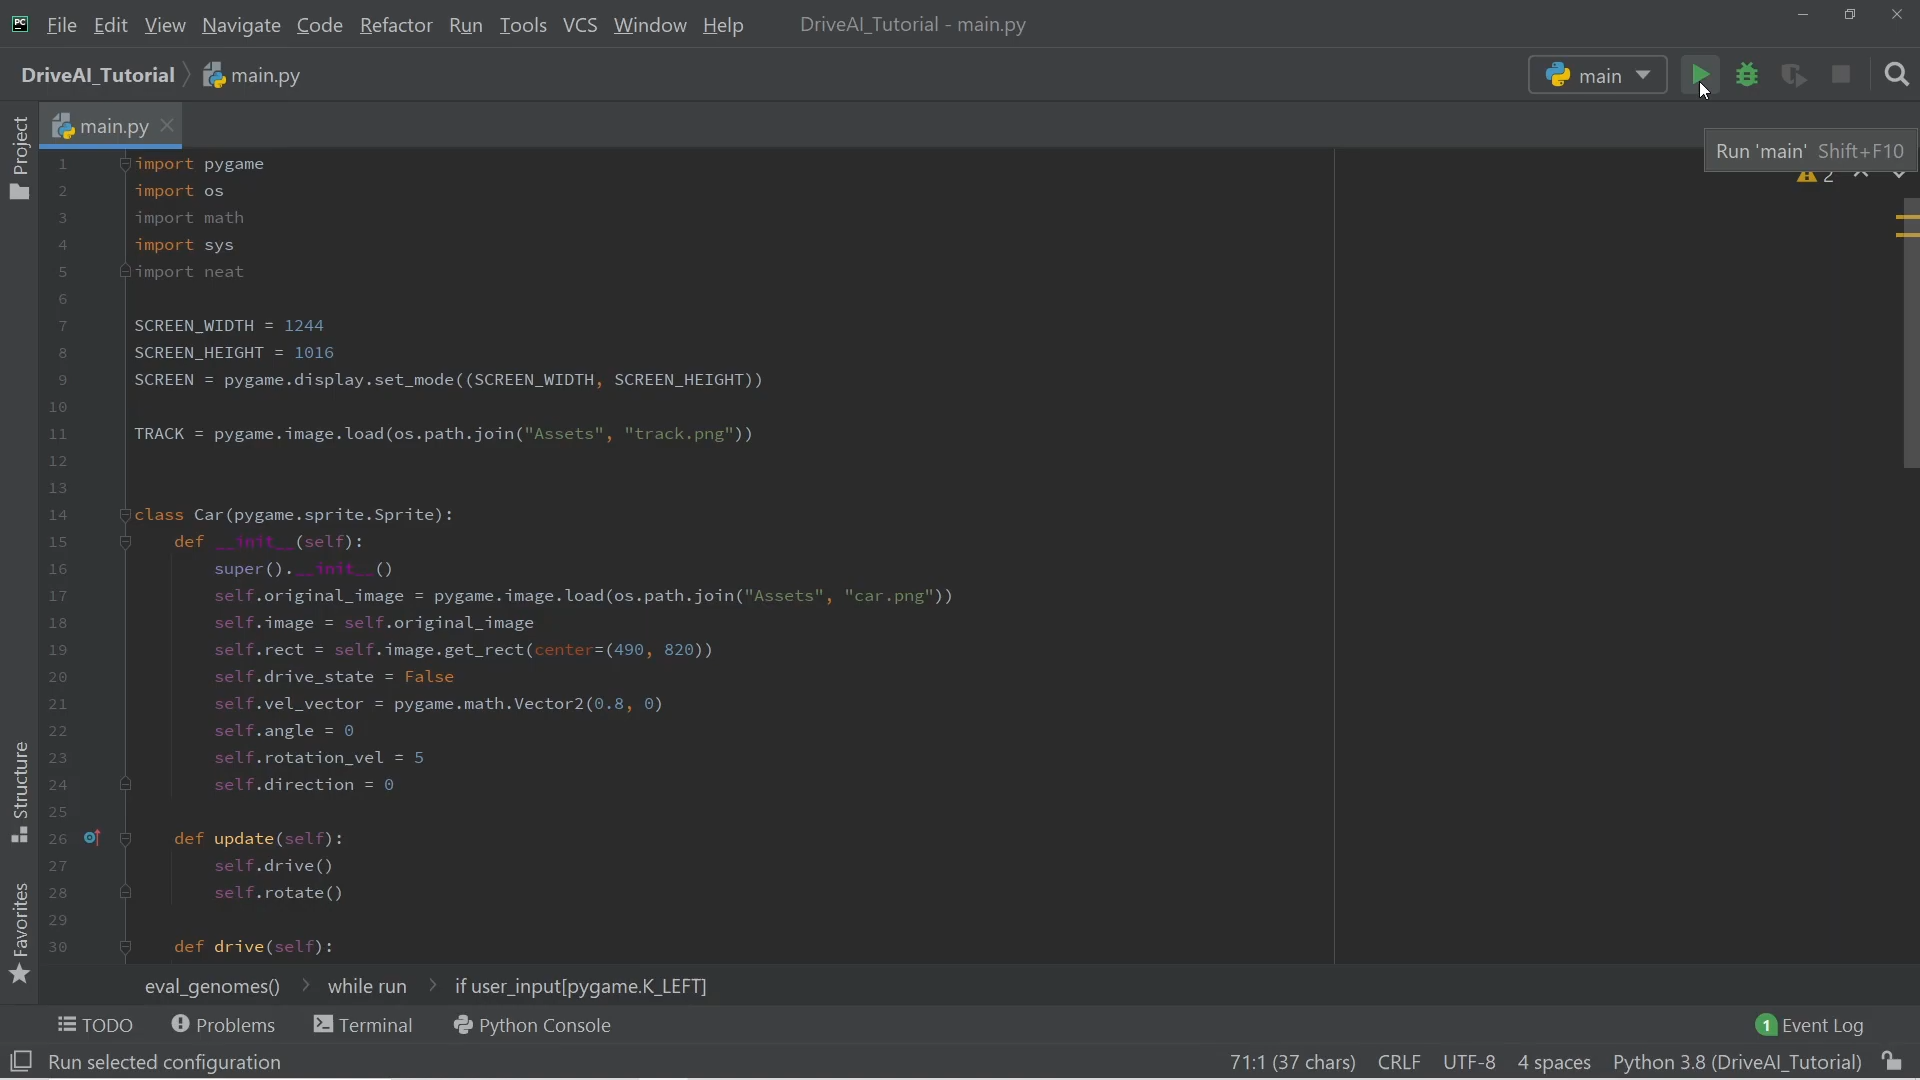 PC File Edit View Navigate Code Refactor Run Tools VCS Window Help DriveAI_Tutorial - main.py
DriveAI_Tutorial main.py main
main.py
Run 'main' Shift+F10
2
Project
Structure
Favorites
1 import pygame
2 import os
3 import math
4 import sys
5 import neat
6
7 SCREEN_WIDTH = 1244
8 SCREEN_HEIGHT = 1016
9 SCREEN = pygame.display.set_mode((SCREEN_WIDTH, SCREEN_HEIGHT))
10
11 TRACK = pygame.image.load(os.path.join("Assets", "track.png"))
12
13
14 class Car(pygame.sprite.Sprite):
15 def __init__(self):
16 super().__init__()
17 self.original_image = pygame.image.load(os.path.join("Assets", "car.png"))
18 self.image = self.original_image
19 self.rect = self.image.get_rect(center=(490, 820))
20 self.drive_state = False
21 self.vel_vector = pygame.math.Vector2(0.8, 0)
22 self.angle = 0
23 self.rotation_vel = 5
24 self.direction = 0
25
26 def update(self):
27 self.drive()
28 self.rotate()
29
30 def drive(self):
eval_genomes() while run if user_input[pygame.K_LEFT]
TODO Problems Terminal Python Console 1 Event Log
Run selected configuration 71:1 (37 chars) CRLF UTF-8 4 spaces Python 3.8 (DriveAI_Tutorial)